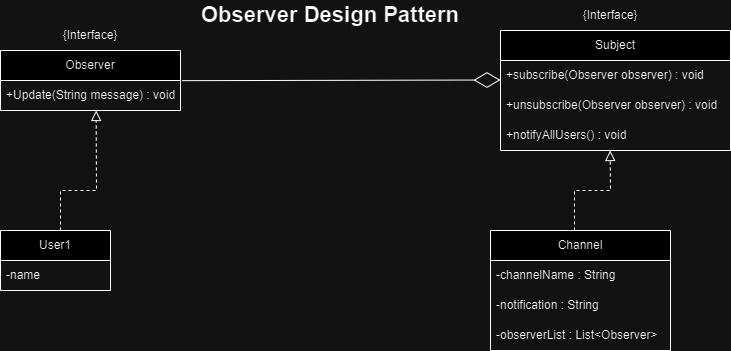 Observer Design Pattern
{Interface}
Observer
+Update(String message) : void
{Interface}
Subject
+subscribe(Observer observer) : void
+unsubscribe(Observer observer) : void
+notifyAllUsers() : void
User1
-name
Channel
-channelName : String
-notification : String
-observerList : List<Observer>